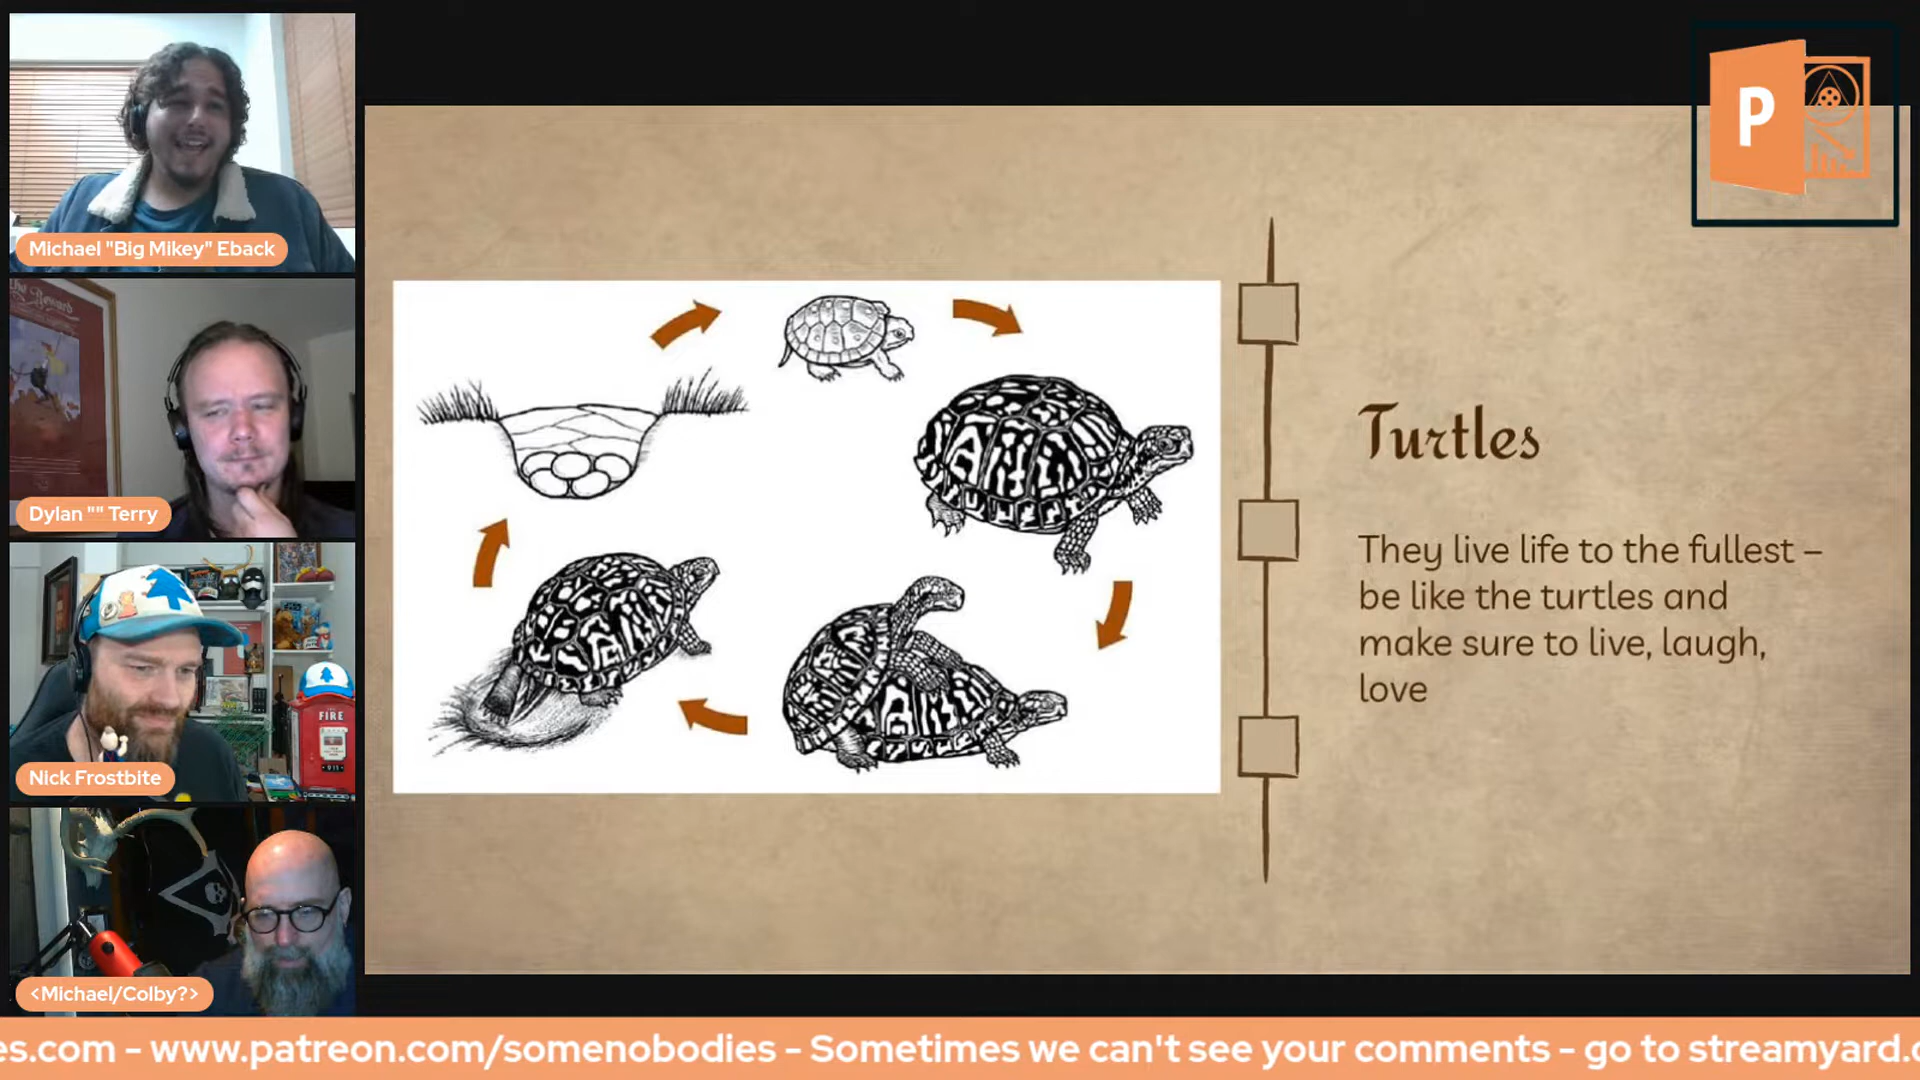 Michael "Big Mikey" Eback
the Reward
Dylan "" Terry
FIRE
Nick Frostbite
<Michael/Colby?>
P
Turtles
They live life to the fullest –
be like the turtles and
make sure to live, laugh,
love
es.com - www.patreon.com/somenobodies - Sometimes we can't see your comments - go to streamyard.c